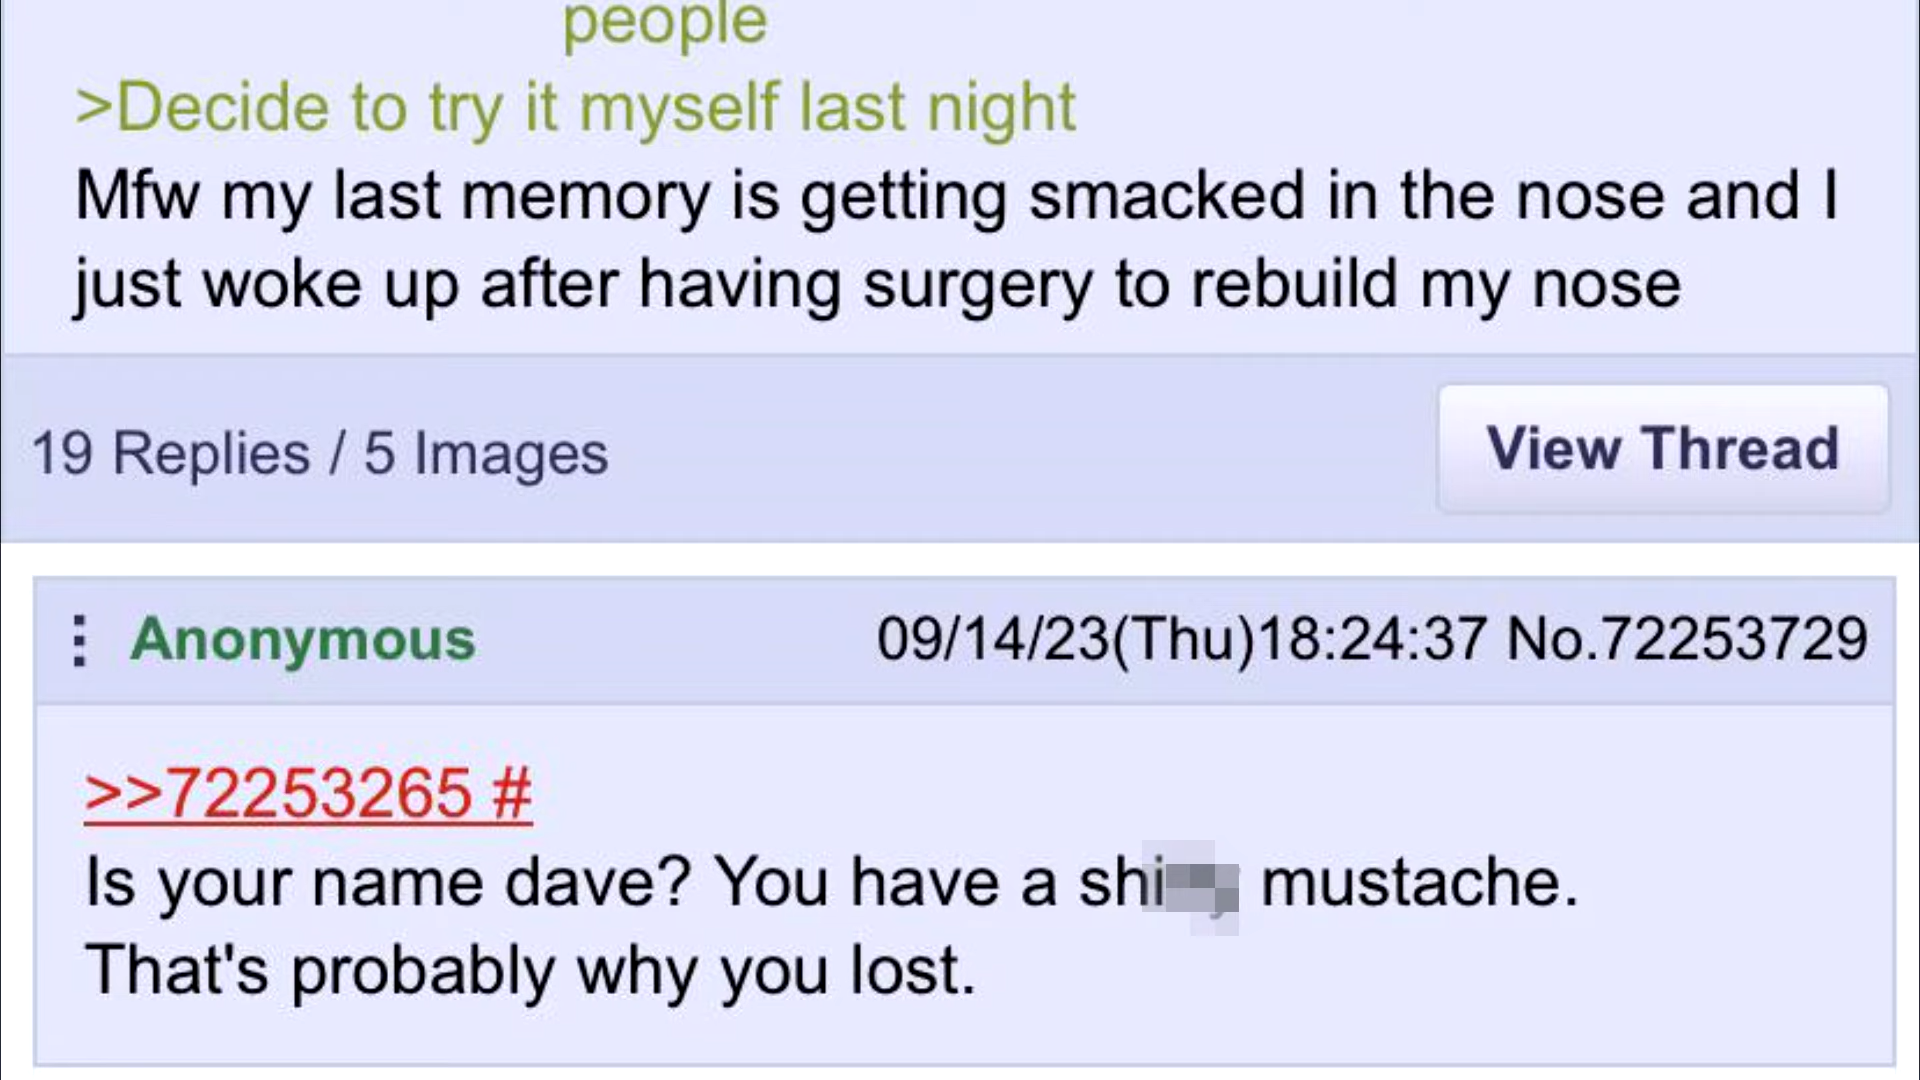 people
>Decide to try it myself last night
Mfw my last memory is getting smacked in the nose and I
just woke up after having surgery to rebuild my nose
19 Replies / 5 Images
View Thread
Anonymous 09/14/23(Thu)18:24:37 No.72253729
>>72253265 #
Is your name dave? You have a mustache.
That's probably why you lost.